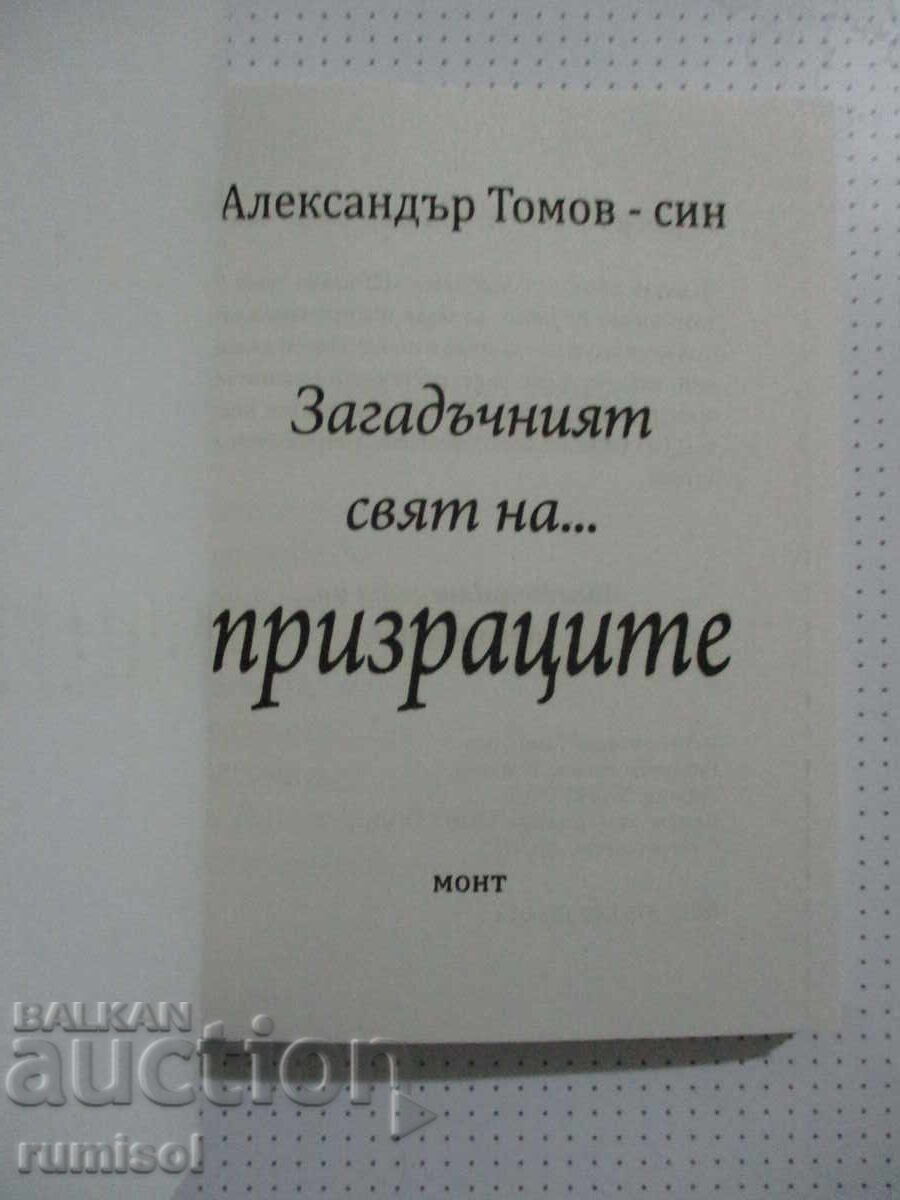 Александър Томов - син
Загадъчният
свят на...
призраците
МОНТ
BALKAN
auction
rumisol